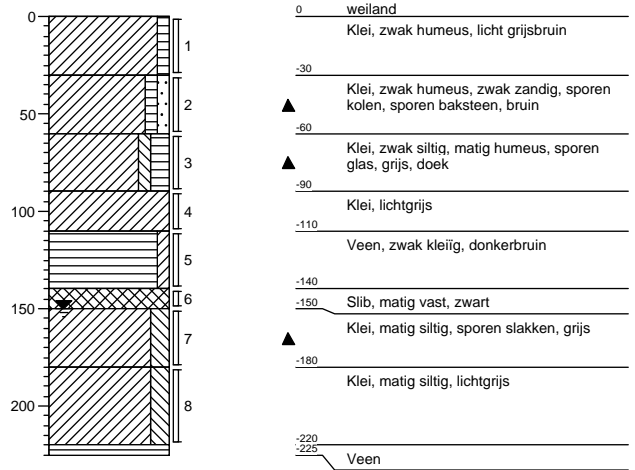 0
50
100
150
200
1
2
3
4
5
6
7
8
0 weiland
Klei, zwak humeus, licht grijsbruin
-30
Klei, zwak humeus, zwak zandig, sporen
kolen, sporen baksteen, bruin
-60
Klei, zwak siltig, matig humeus, sporen
glas, grijs, doek
-90
Klei, lichtgrijs
-110
Veen, zwak kleiïg, donkerbruin
-140
Slib, matig vast, zwart
-150
Klei, matig siltig, sporen slakken, grijs
-180
Klei, matig siltig, lichtgrijs
-220
-225
Veen